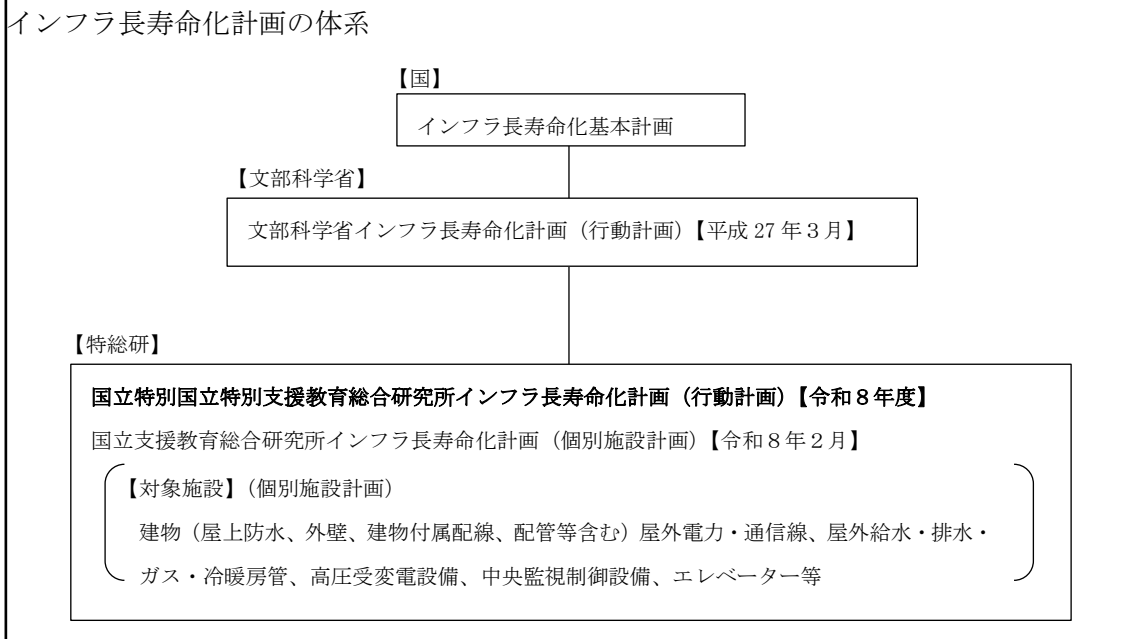 インフラ長寿命化計画の体系
【国】
インフラ長寿命化基本計画
【文部科学省】
文部科学省インフラ長寿命化計画（行動計画）【平成 27 年３月】
【特総研】
国立特別国立特別支援教育総合研究所インフラ長寿命化計画（行動計画）【令和８年度】
国立支援教育総合研究所インフラ長寿命化計画（個別施設計画）【令和８年２月】
【対象施設】（個別施設計画）
建物（屋上防水、外壁、建物付属配線、配管等含む）屋外電力・通信線、屋外給水・排水・
ガス・冷暖房管、高圧受変電設備、中央監視制御設備、エレベーター等